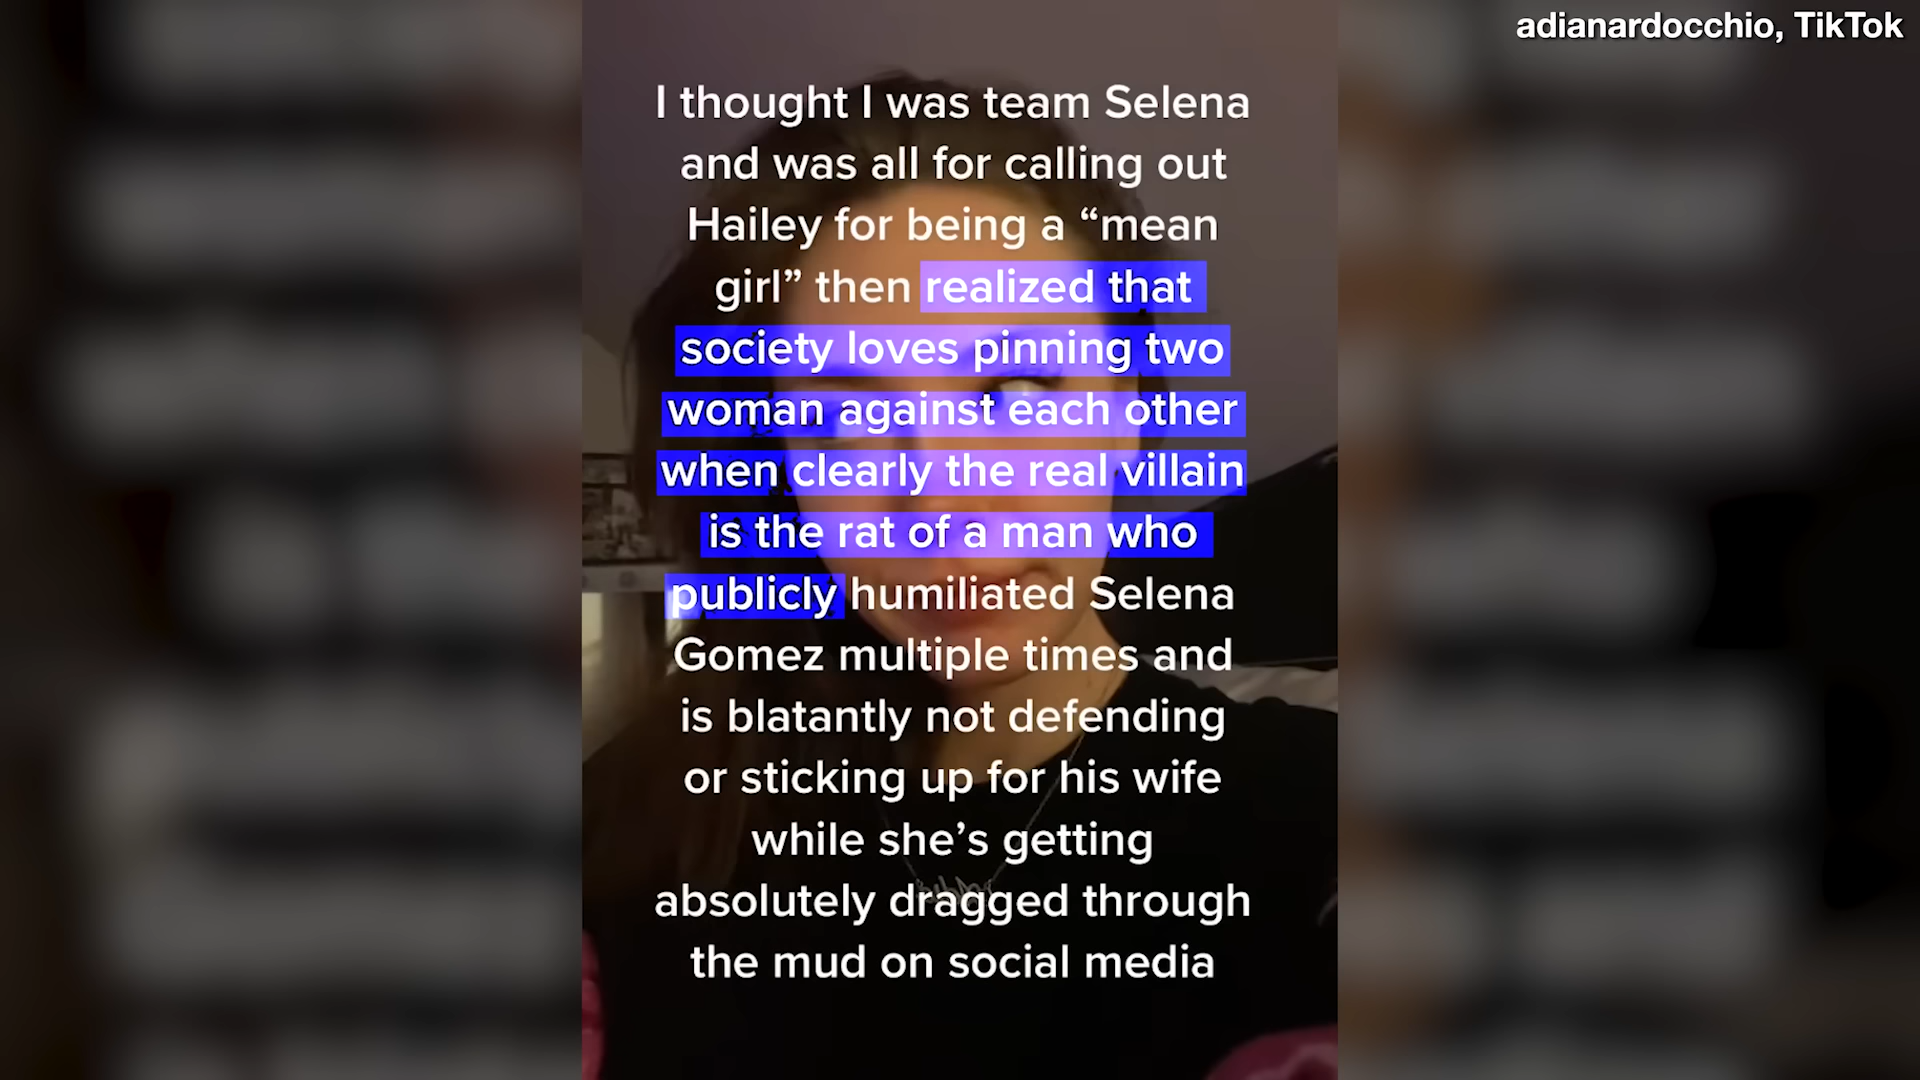 adianardocchio, TikTok
I thought I was team Selena
and was all for calling out
Hailey for being a “mean
girl” then realized that
society loves pinning two
woman against each other
when clearly the real villain
is the rat of a man who
publicly humiliated Selena
Gomez multiple times and
is blatantly not defending
or sticking up for his wife
while she’s getting
absolutely dragged through
the mud on social media